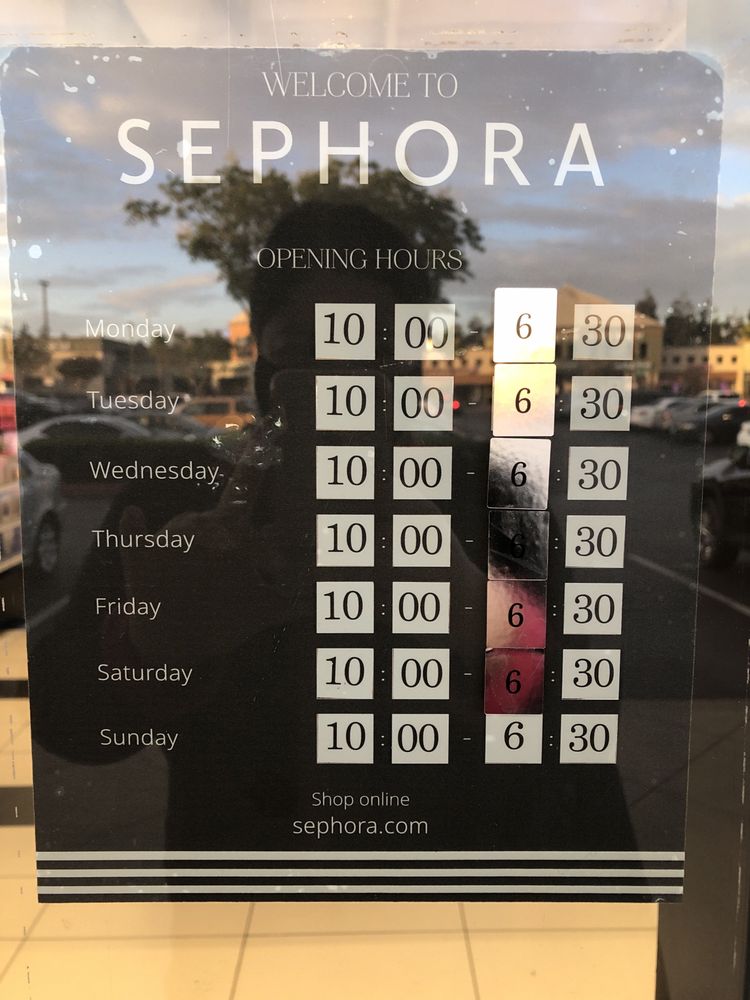 WELCOME TO
SEPHORA
OPENING HOURS
Monday 10:00 - 6:30
Tuesday 10:00 - 6:30
Wednesday 10:00 - 6:30
Thursday 10:00 - 6:30
Friday 10:00 - 6:30
Saturday 10:00 - 6:30
Sunday 10:00 - 6:30
Shop online
sephora.com